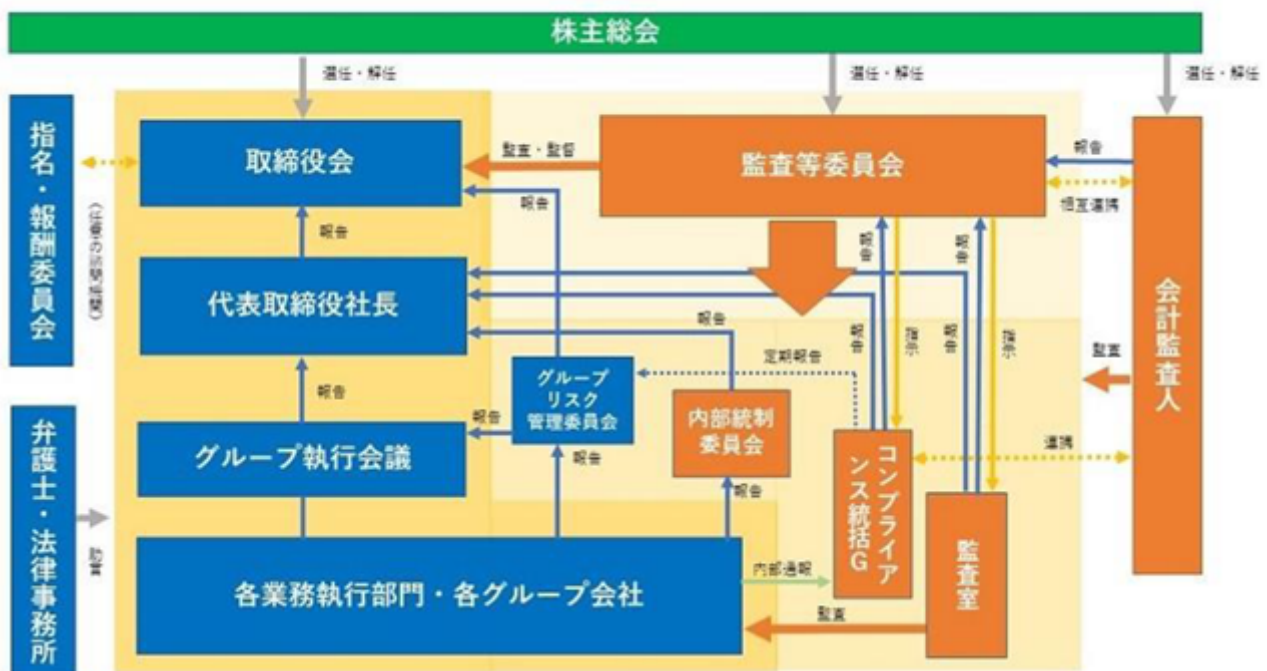 株主総会
選任・解任
選任・解任
選任・解任
指名・報酬委員会
(任意の諮問機関)
取締役会
監査・監督
監査等委員会
報告
相互連携
会計監査人
報告
報告
報告
報告
指示
報告
指示
代表取締役社長
報告
定期報告
監査
報告
グループ
リスク
管理委員会
報告
内部統制
委員会
コンプライア
ンス統括G
連携
弁護士・法律事務所
助言
グループ執行会議
報告
報告
監査室
各業務執行部門・各グループ会社
内部通報
監査